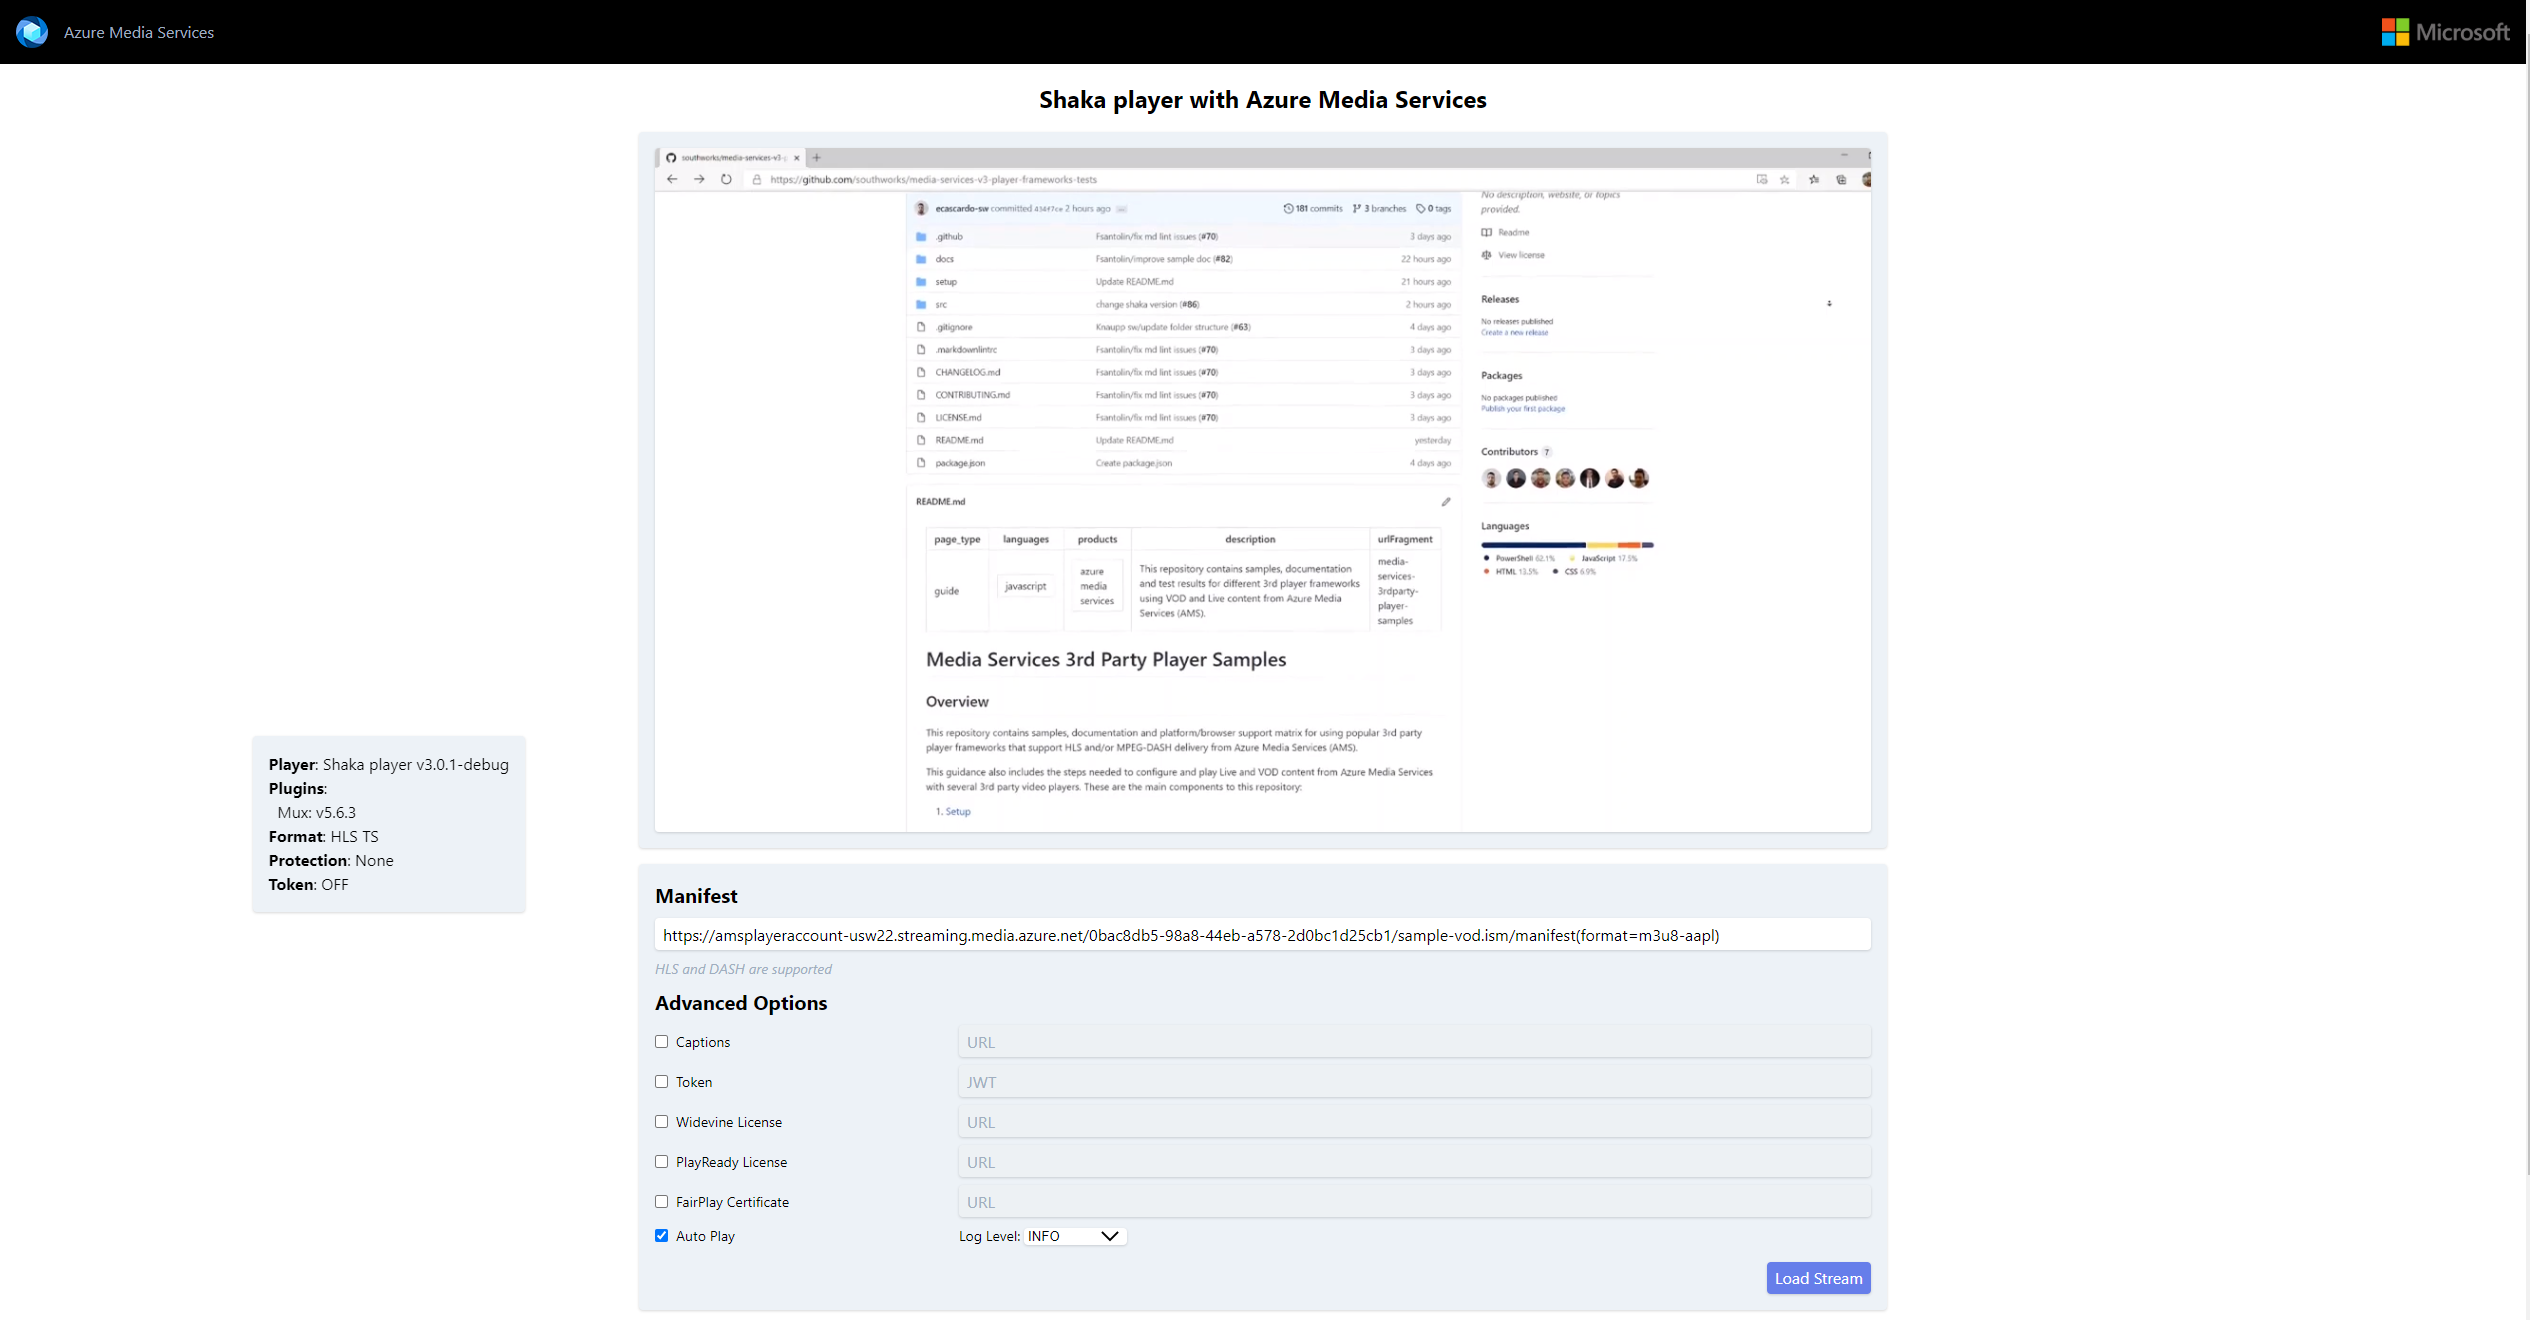 Azure Media Services
Microsoft
Shaka player with Azure Media Services
southworks/media-services-v3-p
https://github.com/southworks/media-services-v3-player-frameworks-tests
ecascardo-sw committed 434f7ce 2 hours ago
181 commits 3 branches 0 tags
.github Fsantolin/fix md lint issues (#70) 3 days ago
docs Fsantolin/improve sample doc (#82) 22 hours ago
setup Update README.md 21 hours ago
src change shaka version (#86) 2 hours ago
.gitignore Knaupp sw/update folder structure (#63) 4 days ago
.markdownlintrc Fsantolin/fix md lint issues (#70) 3 days ago
CHANGELOG.md Fsantolin/fix md lint issues (#70) 3 days ago
CONTRIBUTING.md Fsantolin/fix md lint issues (#70) 3 days ago
LICENSE.md Fsantolin/fix md lint issues (#70) 3 days ago
README.md Update README.md yesterday
package.json Create package.json 4 days ago
No description, website, or topics
provided.
Readme
View license
Releases
No releases published
Create a new release
Packages
No packages published
Publish your first package
Contributors 7
Languages
PowerShell 62.1% JavaScript 17.5%
HTML 13.5% CSS 6.9%
README.md
page_type languages products description urlFragment
guide
javascript
azure
media
services
This repository contains samples, documentation
and test results for different 3rd player frameworks
using VOD and Live content from Azure Media
Services (AMS).
media-
services-
3rdparty-
player-
samples
Media Services 3rd Party Player Samples
Overview
This repository contains samples, documentation and platform/browser support matrix for using popular 3rd party
player frameworks that support HLS and/or MPEG-DASH delivery from Azure Media Services (AMS).
This guidance also includes the steps needed to configure and play Live and VOD content from Azure Media Services
with several 3rd party video players. These are the main components to this repository:
1. Setup
Player: Shaka player v3.0.1-debug
Plugins:
Mux: v5.6.3
Format: HLS TS
Protection: None
Token: OFF
Manifest
https://amsplayeraccount-usw22.streaming.media.azure.net/0bac8db5-98a8-44eb-a578-2d0bc1d25cb1/sample-vod.ism/manifest(format=m3u8-aapl)
HLS and DASH are supported
Advanced Options
Captions URL
Token JWT
Widevine License URL
PlayReady License URL
FairPlay Certificate URL
Auto Play Log Level: INFO
Load Stream